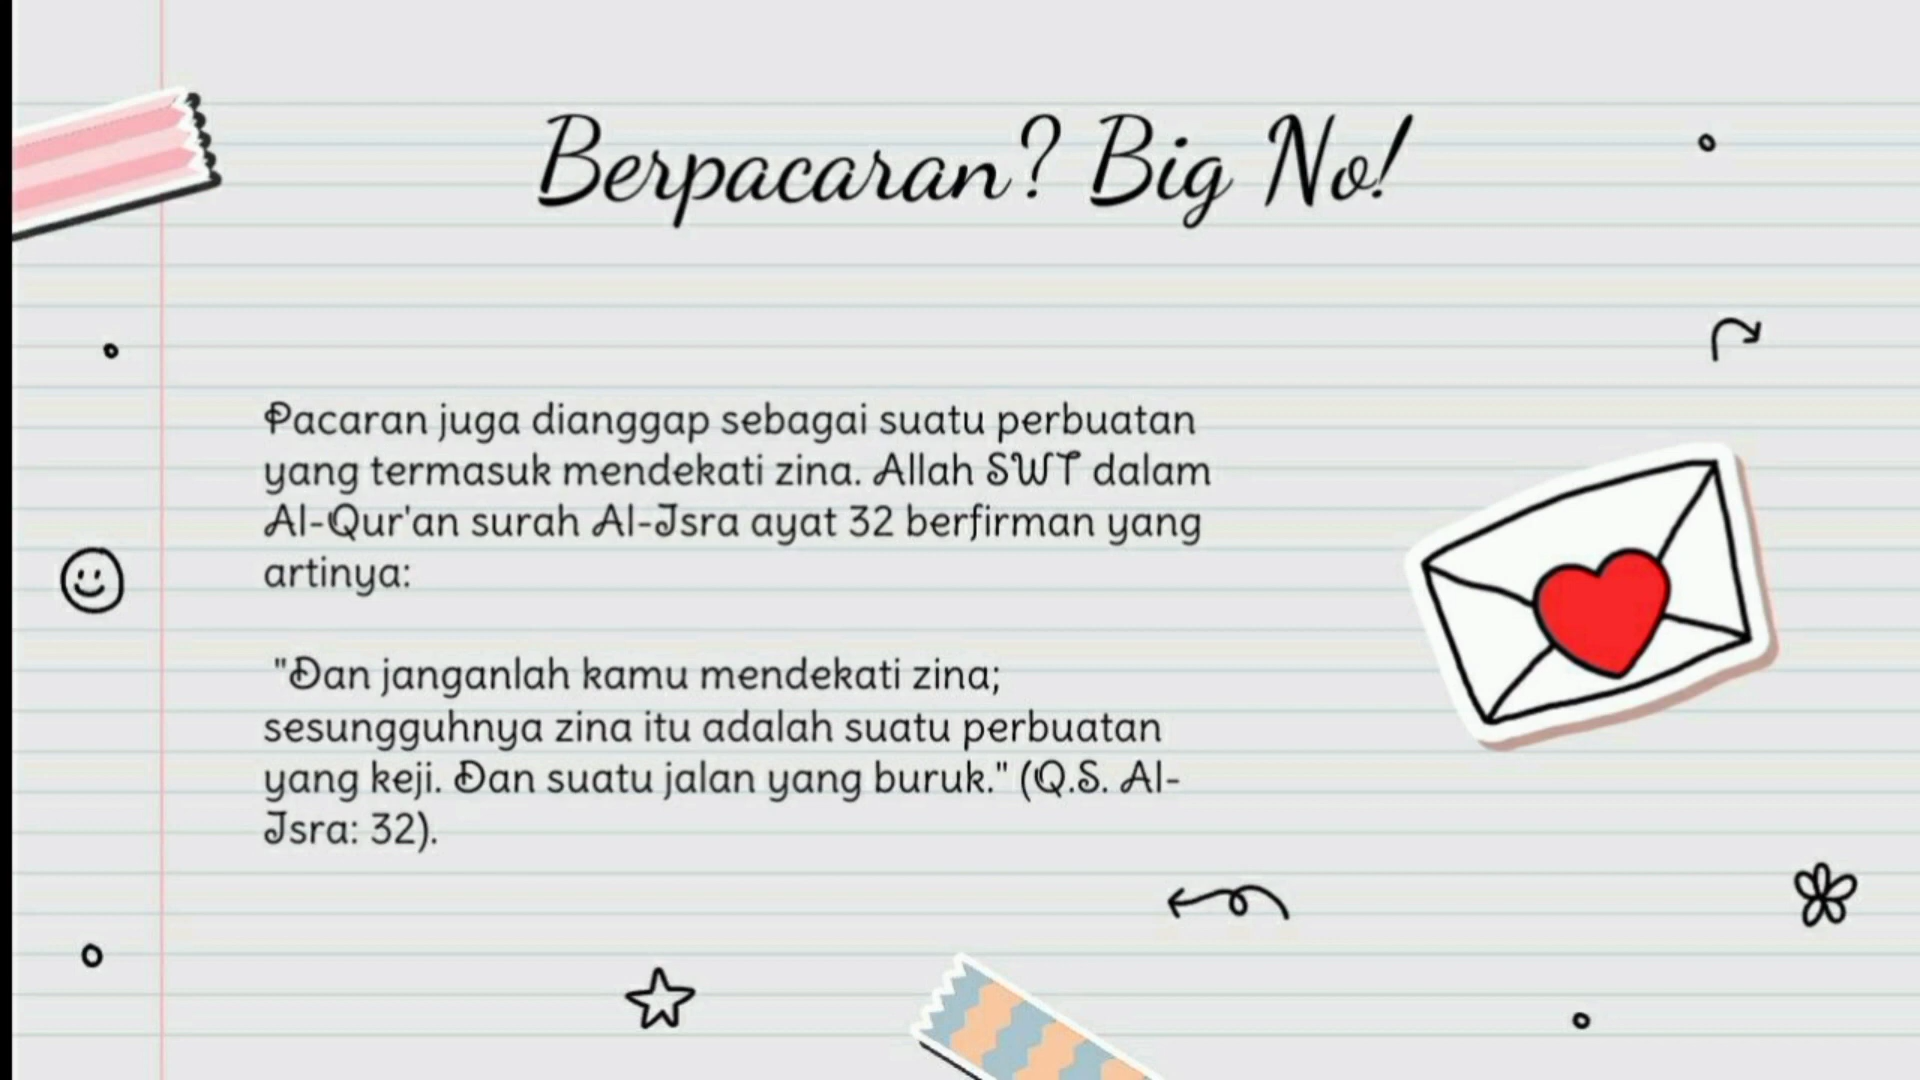 Berpacaran? Big No!
Pacaran juga dianggap sebagai suatu perbuatan
yang termasuk mendekati zina. Allah SWT dalam
Al-Qur'an surah Al-Isra ayat 32 berfirman yang
artinya:
"Dan janganlah kamu mendekati zina;
sesungguhnya zina itu adalah suatu perbuatan
yang keji. Dan suatu jalan yang buruk." (Q.S. Al-
Isra: 32).